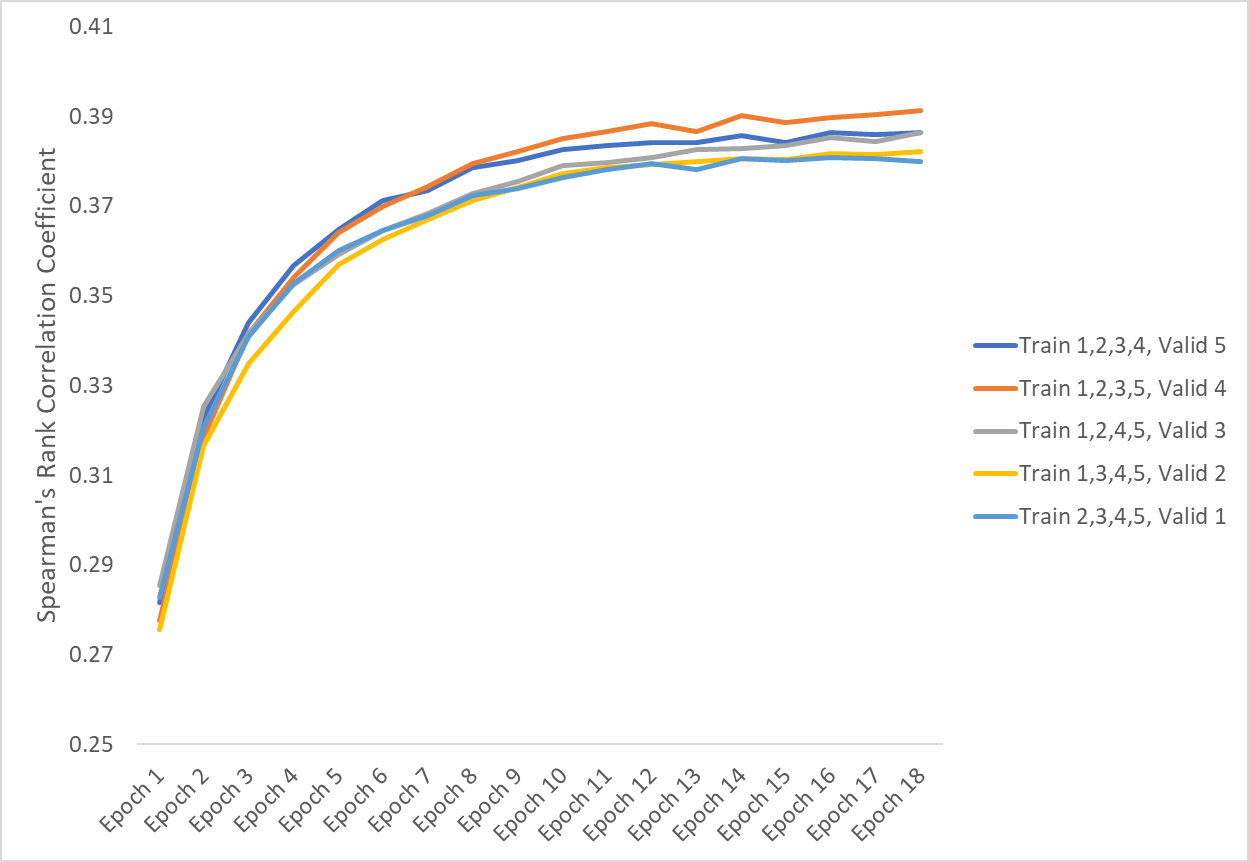 0.41
0.39
0.37
0.35
0.33
0.31
0.29
0.27
0.25
Spearman's Rank Correlation Coefficient
Epoch 1
Epoch 2
Epoch 3
Epoch 4
Epoch 5
Epoch 6
Epoch 7
Epoch 8
Epoch 9
Epoch 10
Epoch 11
Epoch 12
Epoch 13
Epoch 14
Epoch 15
Epoch 16
Epoch 17
Epoch 18
Train 1,2,3,4, Valid 5
Train 1,2,3,5, Valid 4
Train 1,2,4,5, Valid 3
Train 1,3,4,5, Valid 2
Train 2,3,4,5, Valid 1